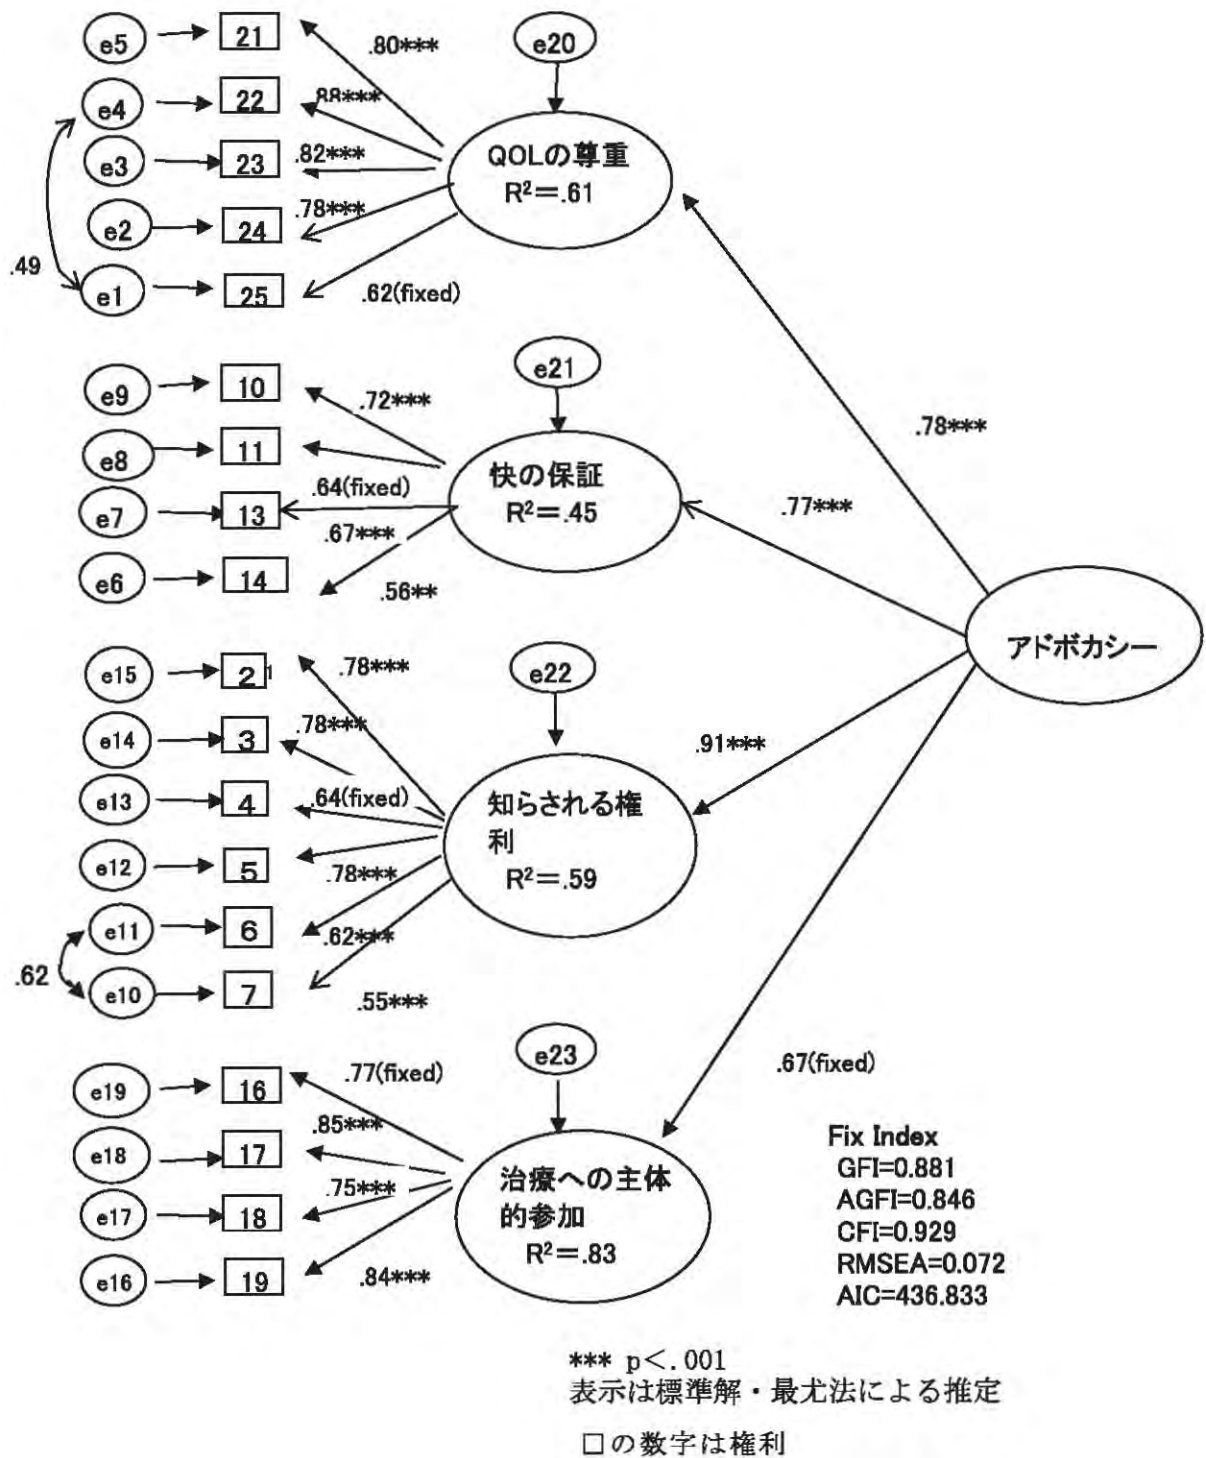 e5
21
.80***
e20
e4
22
.88***
e3
23
.82***
QOLの尊重
R²=.61
e2
24
.78***
.49
e1
25
.62(fixed)
e9
10
.72***
e21
e8
11
快の保証
R²=.45
e7
13
.64(fixed)
.67***
e6
14
.56**
.78***
.77***
アドボカシー
.91***
.67(fixed)
e15
2
.78***
e22
e14
3
.78***
e13
4
.64(fixed)
知らされる権
利
R²=.59
e12
5
.78***
e11
6
.62***
.62
e10
7
.55***
e23
e19
16
.77(fixed)
e18
17
.85***
治療への主体
的参加
R²=.83
e17
18
.75***
e16
19
.84***
Fix Index
GFI=0.881
AGFI=0.846
CFI=0.929
RMSEA=0.072
AIC=436.833
*** p<.001
表示は標準解・最尤法による推定
□の数字は権利